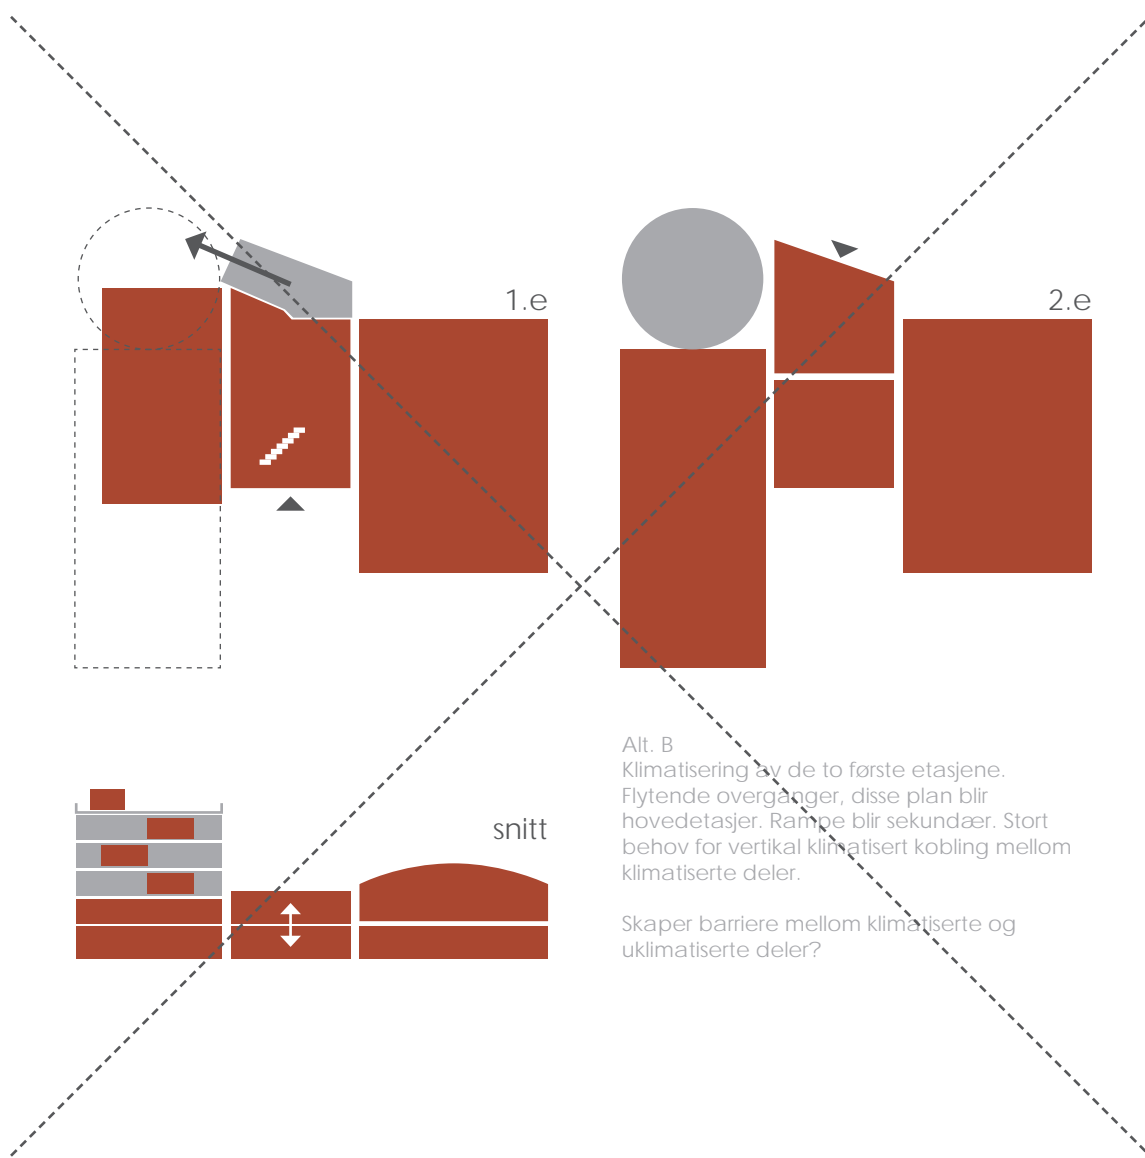 1.e
2.e
snitt
Alt. B
Klimatisering av de to første etasjene.
Flytende overganger, disse plan blir
hovedetasjer. Rampe blir sekundær. Stort
behov for vertikal klimatisert kobling mellom
klimatiserte deler.
Skaper barriere mellom klimatiserte og
uklimatiserte deler?